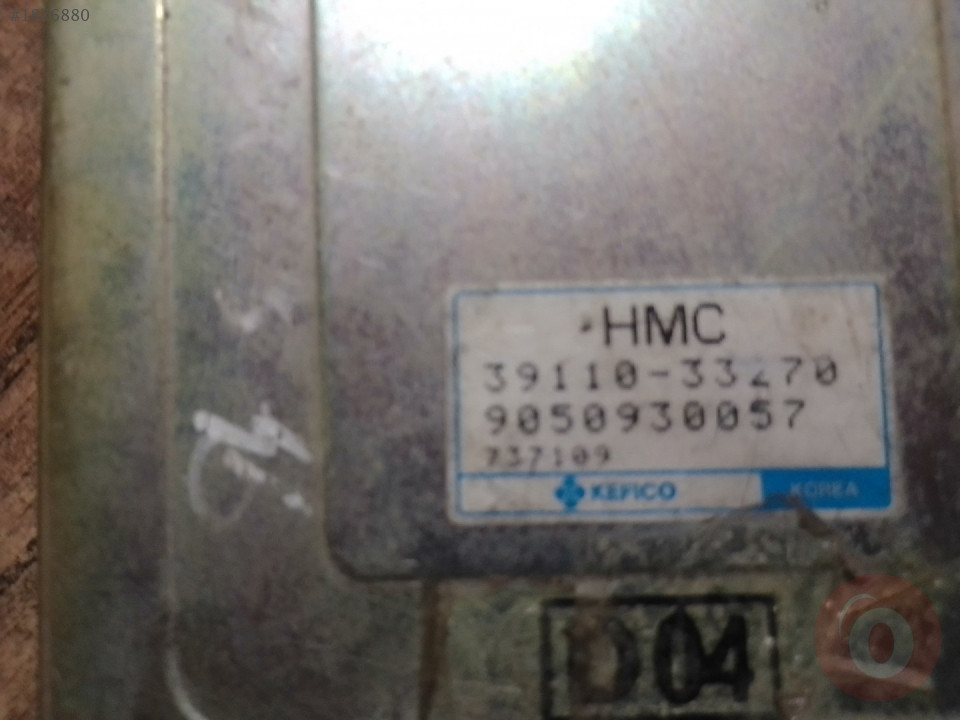 HMC
39110-33270
9050930057
737109
KEFICO KOREA
D04